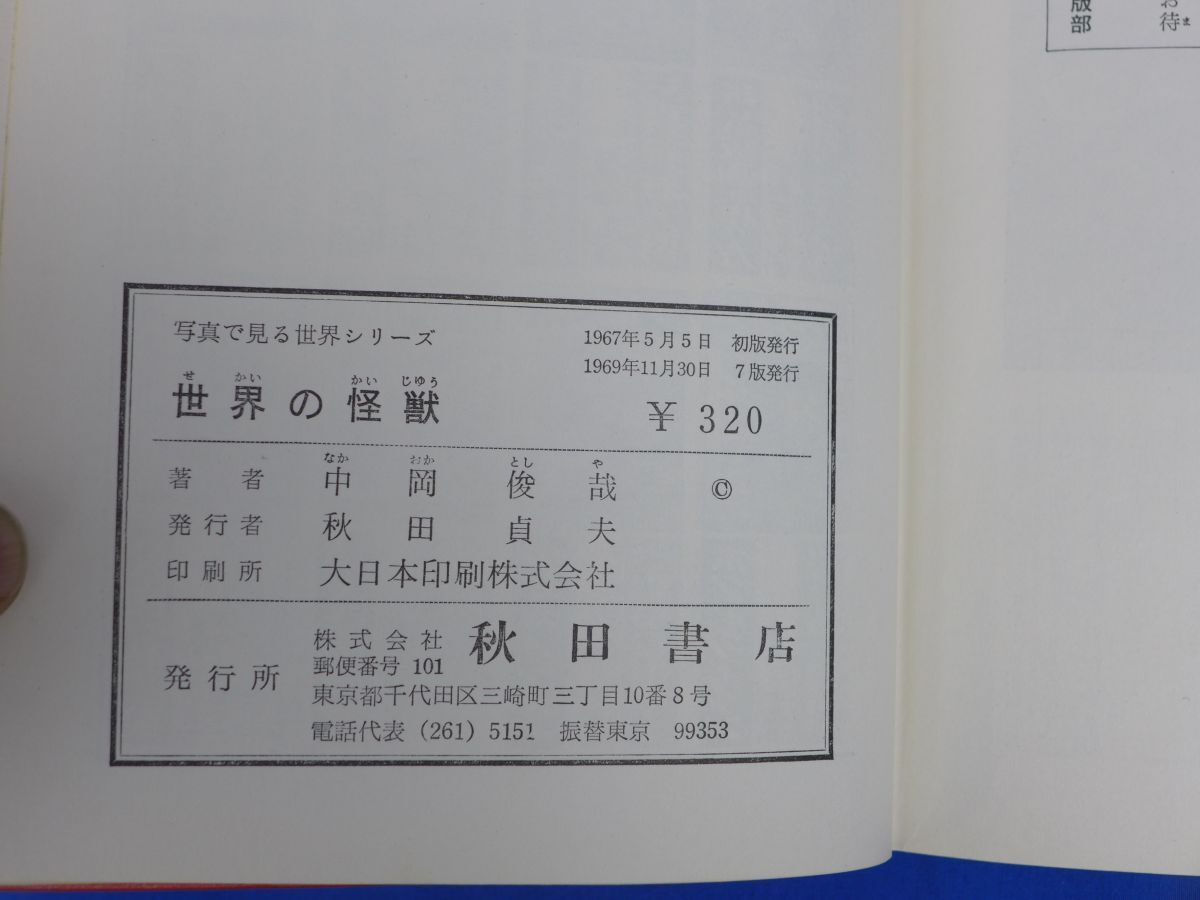 写真で見る世界シリーズ
1967年5月5日 初版発行
1969年11月30日 7版発行
せ かい かい じゆう
世界の怪獣
￥ 320
なか おか とし や
著者 中岡俊哉 ©
発行者 秋田貞夫
印刷所 大日本印刷株式会社
発行所
株式会社 秋田書店
郵便番号 101
東京都千代田区三崎町三丁目10番8号
電話代表 (261) 5151 振替東京 99353
お待ま
版部